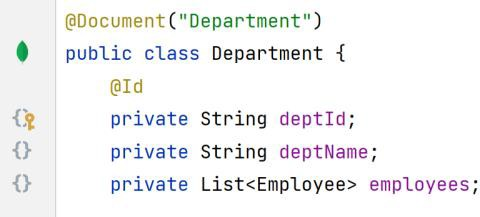 @Document("Department")
public class Department {
@Id
private String deptId;
private String deptName;
private List<Employee> employees;